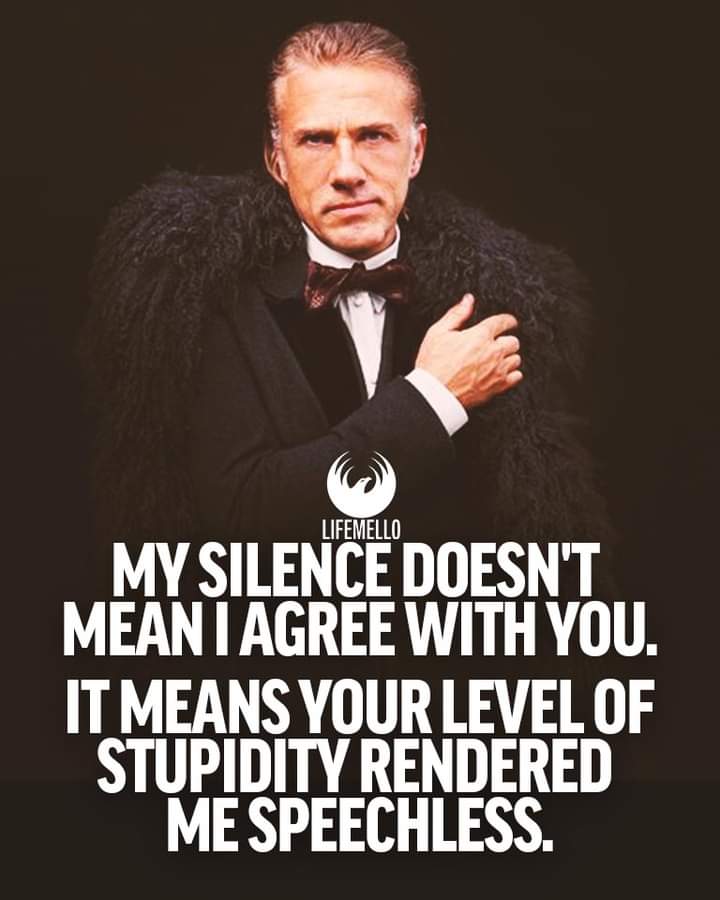 LIFEMELLO
MY SILENCE DOESN'T
MEAN I AGREE WITH YOU.
IT MEANS YOUR LEVEL OF
STUPIDITY RENDERED
ME SPEECHLESS.